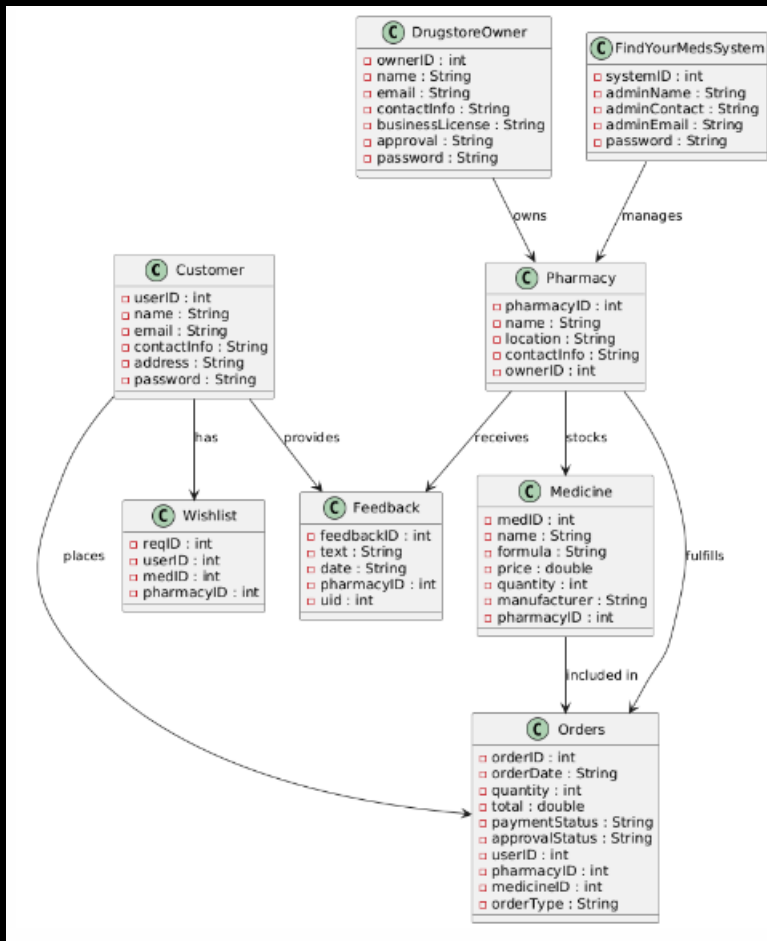 C DrugstoreOwner
ownerID : int
name : String
email : String
contactInfo : String
businessLicense : String
approval : String
password : String
C FindYourMedsSystem
systemID : int
adminName : String
adminContact : String
adminEmail : String
password : String
owns
manages
C Customer
userID : int
name : String
email : String
contactInfo : String
address : String
password : String
C Pharmacy
pharmacyID : int
name : String
location : String
contactInfo : String
ownerID : int
has
provides
receives
stocks
C Wishlist
reqID : int
userID : int
medID : int
pharmacyID : int
C Feedback
feedbackID : int
text : String
date : String
pharmacyID : int
uid : int
C Medicine
medID : int
name : String
formula : String
price : double
quantity : int
manufacturer : String
pharmacyID : int
places
fulfills
included in
C Orders
orderID : int
orderDate : String
quantity : int
total : double
paymentStatus : String
approvalStatus : String
userID : int
pharmacyID : int
medicineID : int
orderType : String